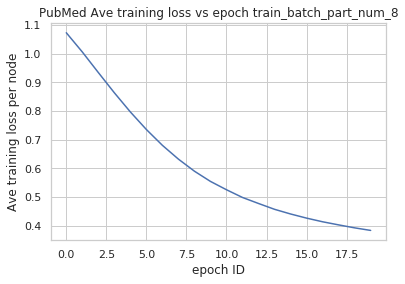 PubMed Ave training loss vs epoch train_batch_part_num_8
1.1
1.0
0.9
0.8
0.7
0.6
0.5
0.4
Ave training loss per node
0.0 2.5 5.0 7.5 10.0 12.5 15.0 17.5
epoch ID